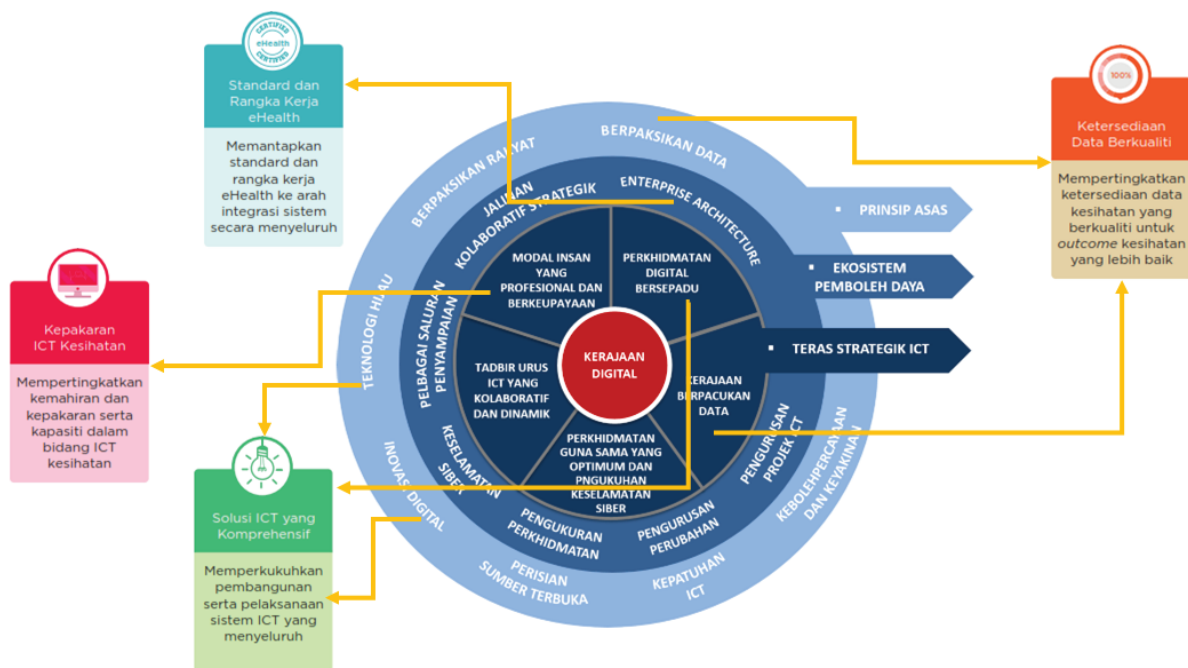 CERTIFIED
eHealth
CERTIFIED
Standard dan
Rangka Kerja
eHealth
Memantapkan
standard dan
rangka kerja
eHealth ke arah
integrasi sistem
secara menyeluruh
Kepakaran
ICT Kesihatan
Mempertingkatkan
kemahiran dan
kepakaran serta
kapasiti dalam
bidang ICT
kesihatan
Solusi ICT yang
Komprehensif
Memperkukuhkan
pembangunan
serta pelaksanaan
sistem ICT yang
menyeluruh
100%
Ketersediaan
Data Berkualiti
Mempertingkatkan
ketersediaan data
kesihatan yang
berkualiti untuk
outcome kesihatan
yang lebih baik
BERPAKSIKAN RAKYAT
BERPAKSIKAN DATA
TEKNOLOGI HIJAU
INOVASI DIGITAL
PERISIAN
SUMBER TERBUKA
KEPATUHAN
ICT
KEBOLEHPERCAYAAN
DAN KEYAKINAN
JALINAN
KOLABORATIF STRATEGIK
ENTERPRISE ARCHITECTURE
PELBAGAI SALURAN
PENYAMPAIAN
KESELAMATAN
SIBER
PENGUKURAN
PERKHIDMATAN
PENGURUSAN
PERUBAHAN
PENGURUSAN
PROJEK ICT
MODAL INSAN
YANG
PROFESIONAL DAN
BERKEUPAYAAN
PERKHIDMATAN
DIGITAL
BERSEPADU
TADBIR URUS
ICT YANG
KOLABORATIF
DAN DINAMIK
KERAJAAN
DIGITAL
KERAJAAN
BERPACUKAN
DATA
PERKHIDMATAN
GUNA SAMA YANG
OPTIMUM DAN
PNGUKUHAN
KESELAMATAN
SIBER
▪ PRINSIP ASAS
▪ EKOSISTEM
PEMBOLEH DAYA
▪ TERAS STRATEGIK ICT